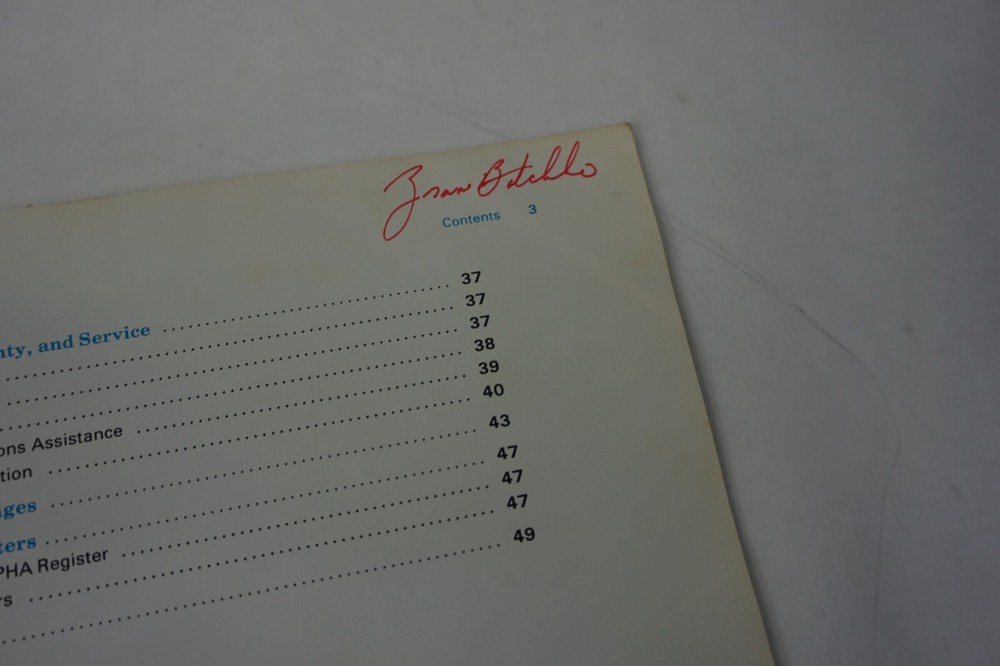 Contents 3
nty, and Service 37
37
37
38
ons Assistance 39
tion 40
ges 43
ters 47
PHA Register 47
rs 47
49